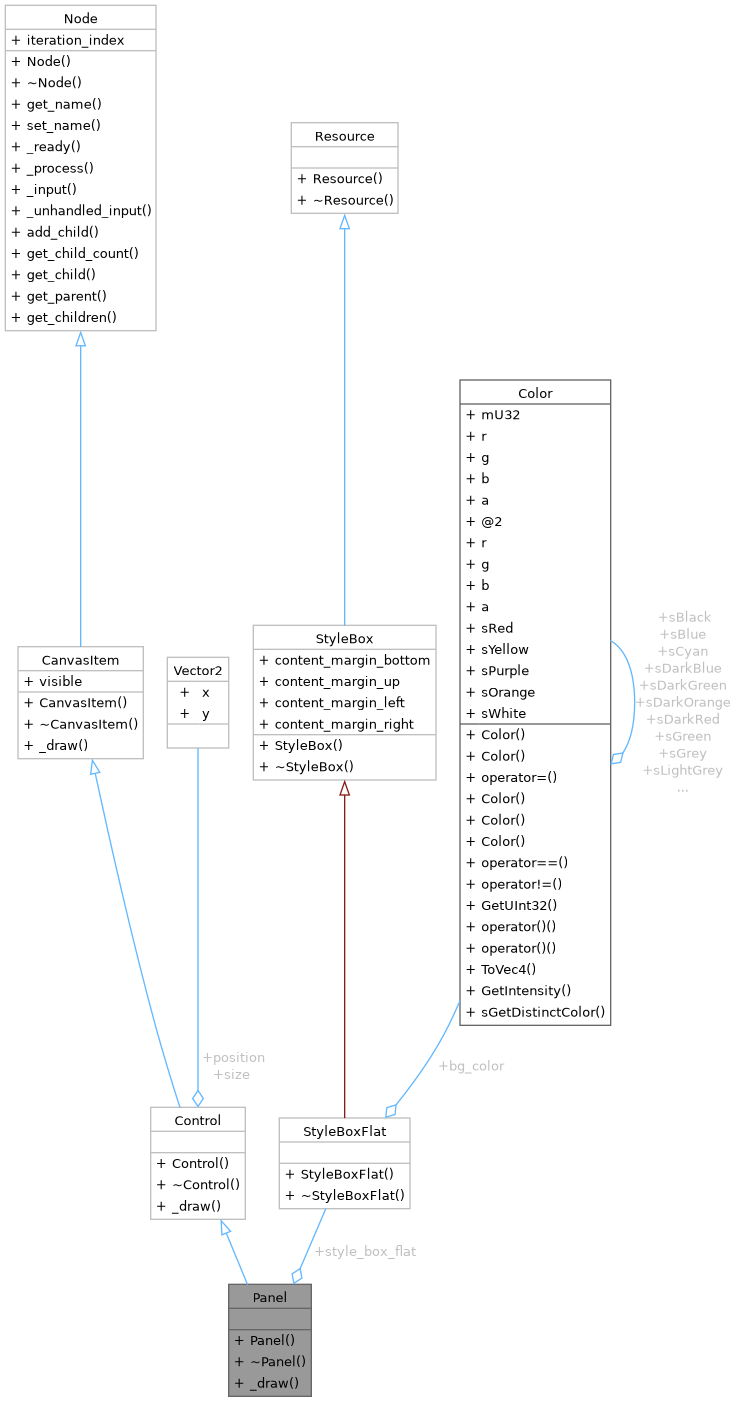 Node
+ iteration_index
+ Node()
+ ~Node()
+ get_name()
+ set_name()
+ _ready()
+ _process()
+ _input()
+ _unhandled_input()
+ add_child()
+ get_child_count()
+ get_child()
+ get_parent()
+ get_children()
Resource
+ Resource()
+ ~Resource()
Color
+ mU32
+ r
+ g
+ b
+ a
+ @2
+ r
+ g
+ b
+ a
+ sRed
+ sYellow
+ sPurple
+ sOrange
+ sWhite
+ Color()
+ Color()
+ operator=()
+ Color()
+ Color()
+ Color()
+ operator==()
+ operator!=()
+ GetUInt32()
+ operator()()
+ operator()()
+ ToVec4()
+ GetIntensity()
+ sGetDistinctColor()
+sBlack
+sBlue
+sCyan
+sDarkBlue
+sDarkGreen
+sDarkOrange
+sDarkRed
+sGreen
+sGrey
+sLightGrey
...
CanvasItem
+ visible
+ CanvasItem()
+ ~CanvasItem()
+ _draw()
Vector2
+ x
+ y
StyleBox
+ content_margin_bottom
+ content_margin_up
+ content_margin_left
+ content_margin_right
+ StyleBox()
+ ~StyleBox()
+position
+size
+bg_color
Control
+ Control()
+ ~Control()
+ _draw()
StyleBoxFlat
+ StyleBoxFlat()
+ ~StyleBoxFlat()
+style_box_flat
Panel
+ Panel()
+ ~Panel()
+ _draw()